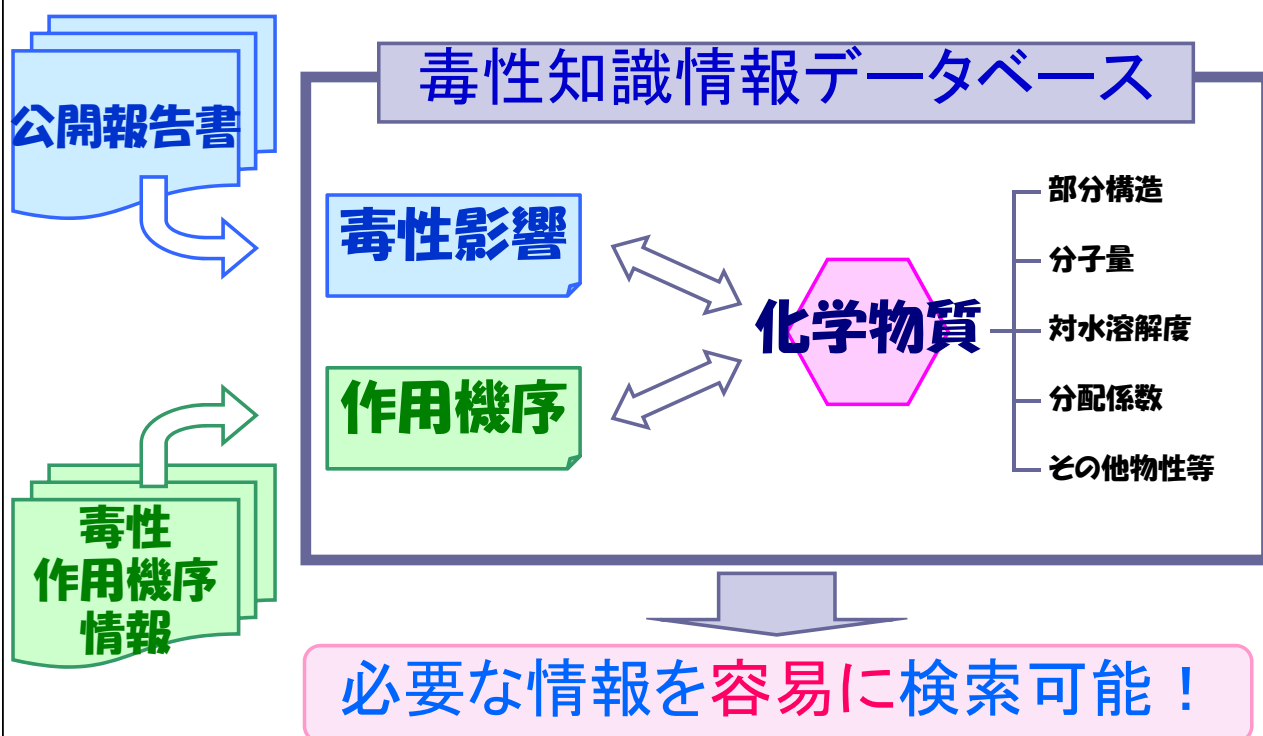 毒性知識情報データベース
公開報告書
毒性影響
作用機序
化学物質
部分構造
分子量
対水溶解度
分配係数
その他物性等
毒性
作用機序
情報
必要な情報を容易に検索可能！